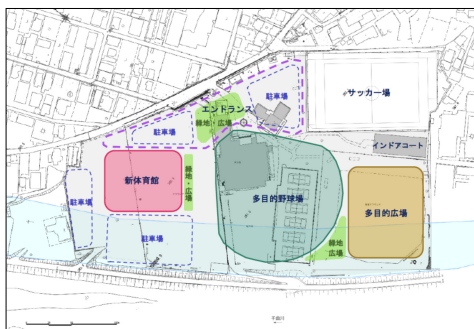 駐車場
サッカー場
エントランス
駐車場
緑地・広場
インドアコート
新体育館
緑地・広場
駐車場
多目的野球場
多目的広場
駐車場
緑地
広場
千曲川